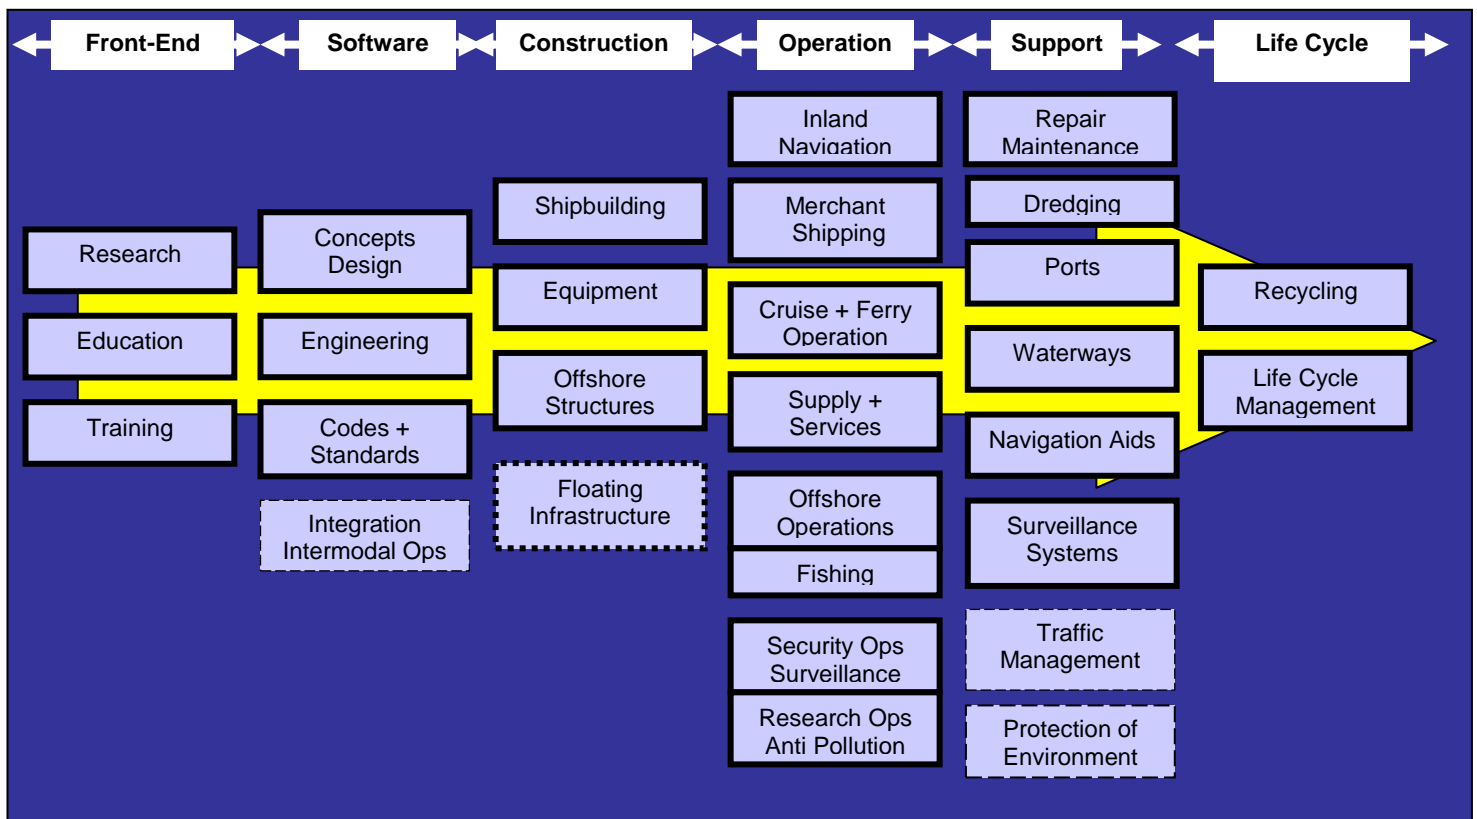 Front-End
Software
Construction
Operation
Support
Life Cycle
Research
Education
Training
Concepts
Design
Engineering
Codes +
Standards
Integration
Intermodal Ops
Shipbuilding
Equipment
Offshore
Structures
Floating
Infrastructure
Inland
Navigation
Merchant
Shipping
Cruise + Ferry
Operation
Supply +
Services
Offshore
Operations
Fishing
Security Ops
Surveillance
Research Ops
Anti Pollution
Repair
Maintenance
Dredging
Ports
Waterways
Navigation Aids
Surveillance
Systems
Traffic
Management
Protection of
Environment
Recycling
Life Cycle
Management